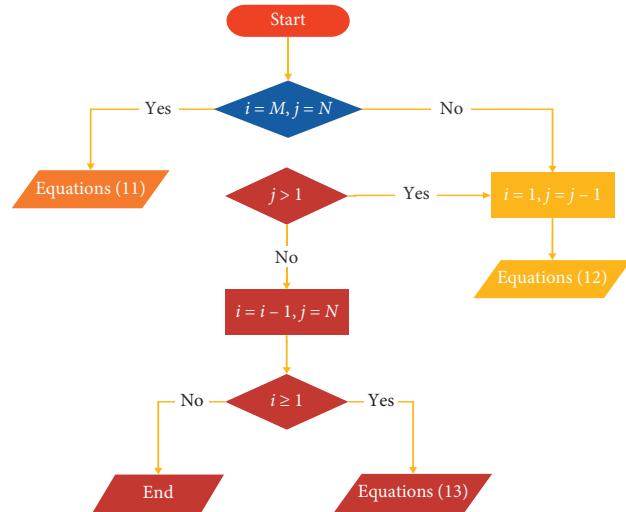 Start
i = M, j = N
Yes
No
Equations (11)
j > 1
Yes
i = 1, j = j – 1
No
Equations (12)
i = i – 1, j = N
No
i ≥ 1
Yes
End
Equations (13)